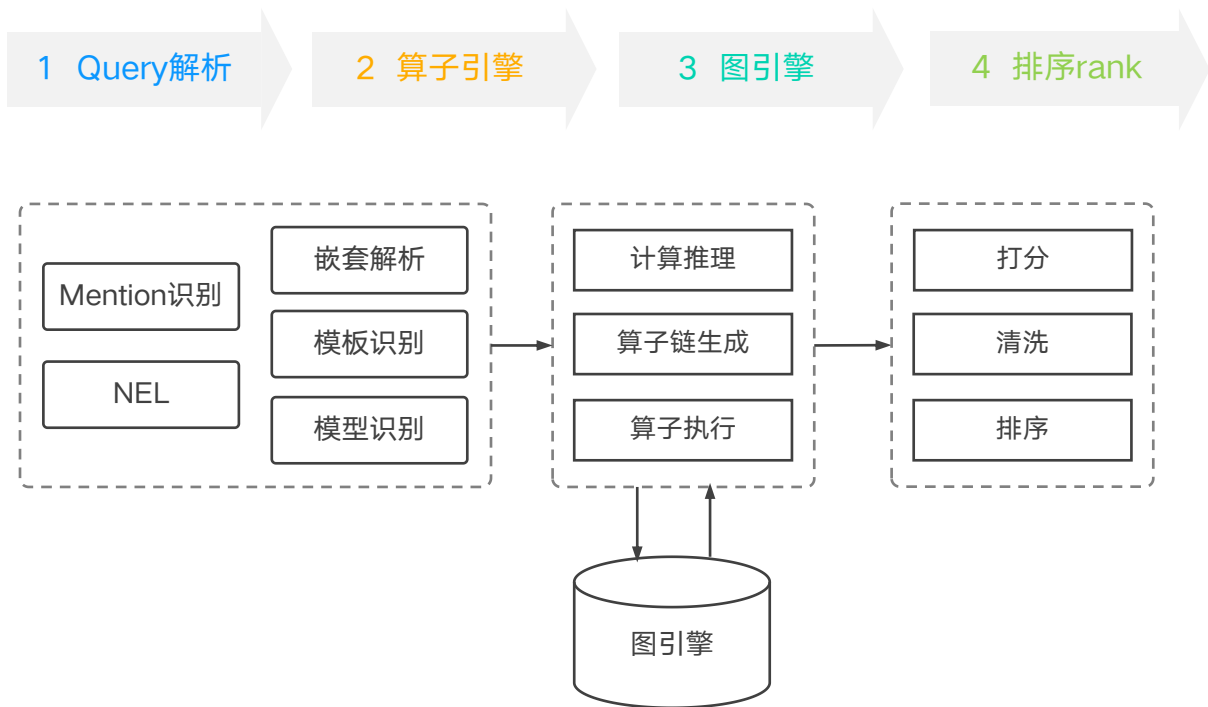 1 Query解析
2 算子引擎
3 图引擎
4 排序rank
Mention识别
NEL
嵌套解析
模板识别
模型识别
计算推理
算子链生成
算子执行
打分
清洗
排序
图引擎